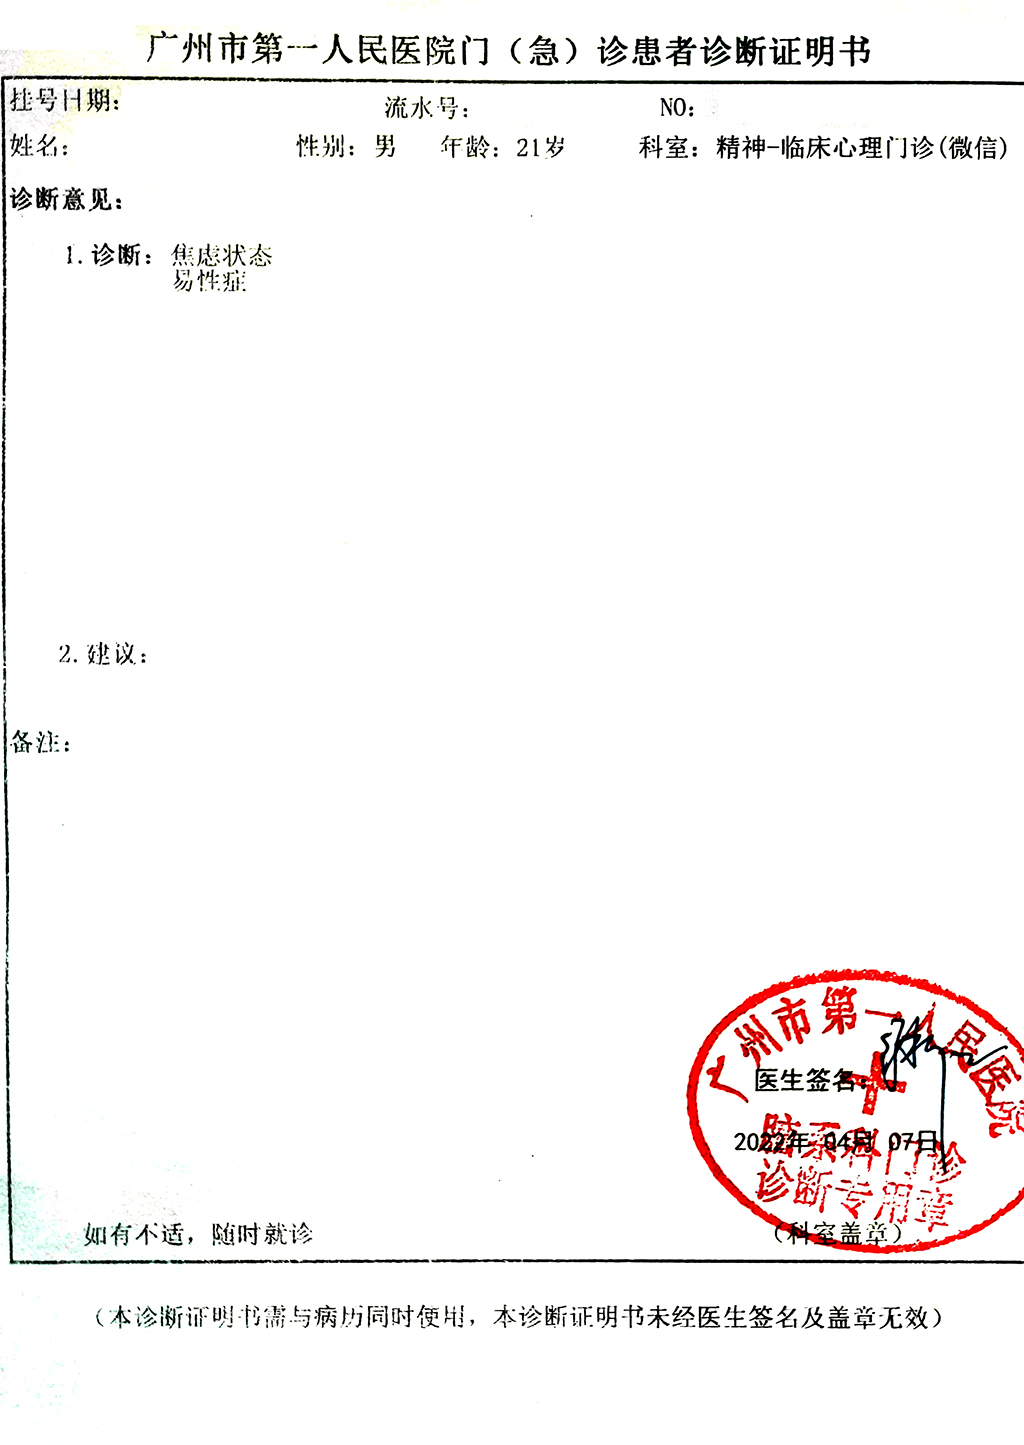 广州市第一人民医院门（急）诊患者诊断证明书
挂号日期：
流水号：
NO:
姓名：
性别：男 年龄：21岁
科室：精神-临床心理门诊(微信)
诊断意见：
1.诊断：焦虑状态
易性症
2.建议：
备注：
广州市第一人民医院
医生签名：
2022年 04月 07日
门诊
诊断专用章
如有不适，随时就诊
（科室盖章）
（本诊断证明书需与病历同时使用，本诊断证明书未经医生签名及盖章无效）